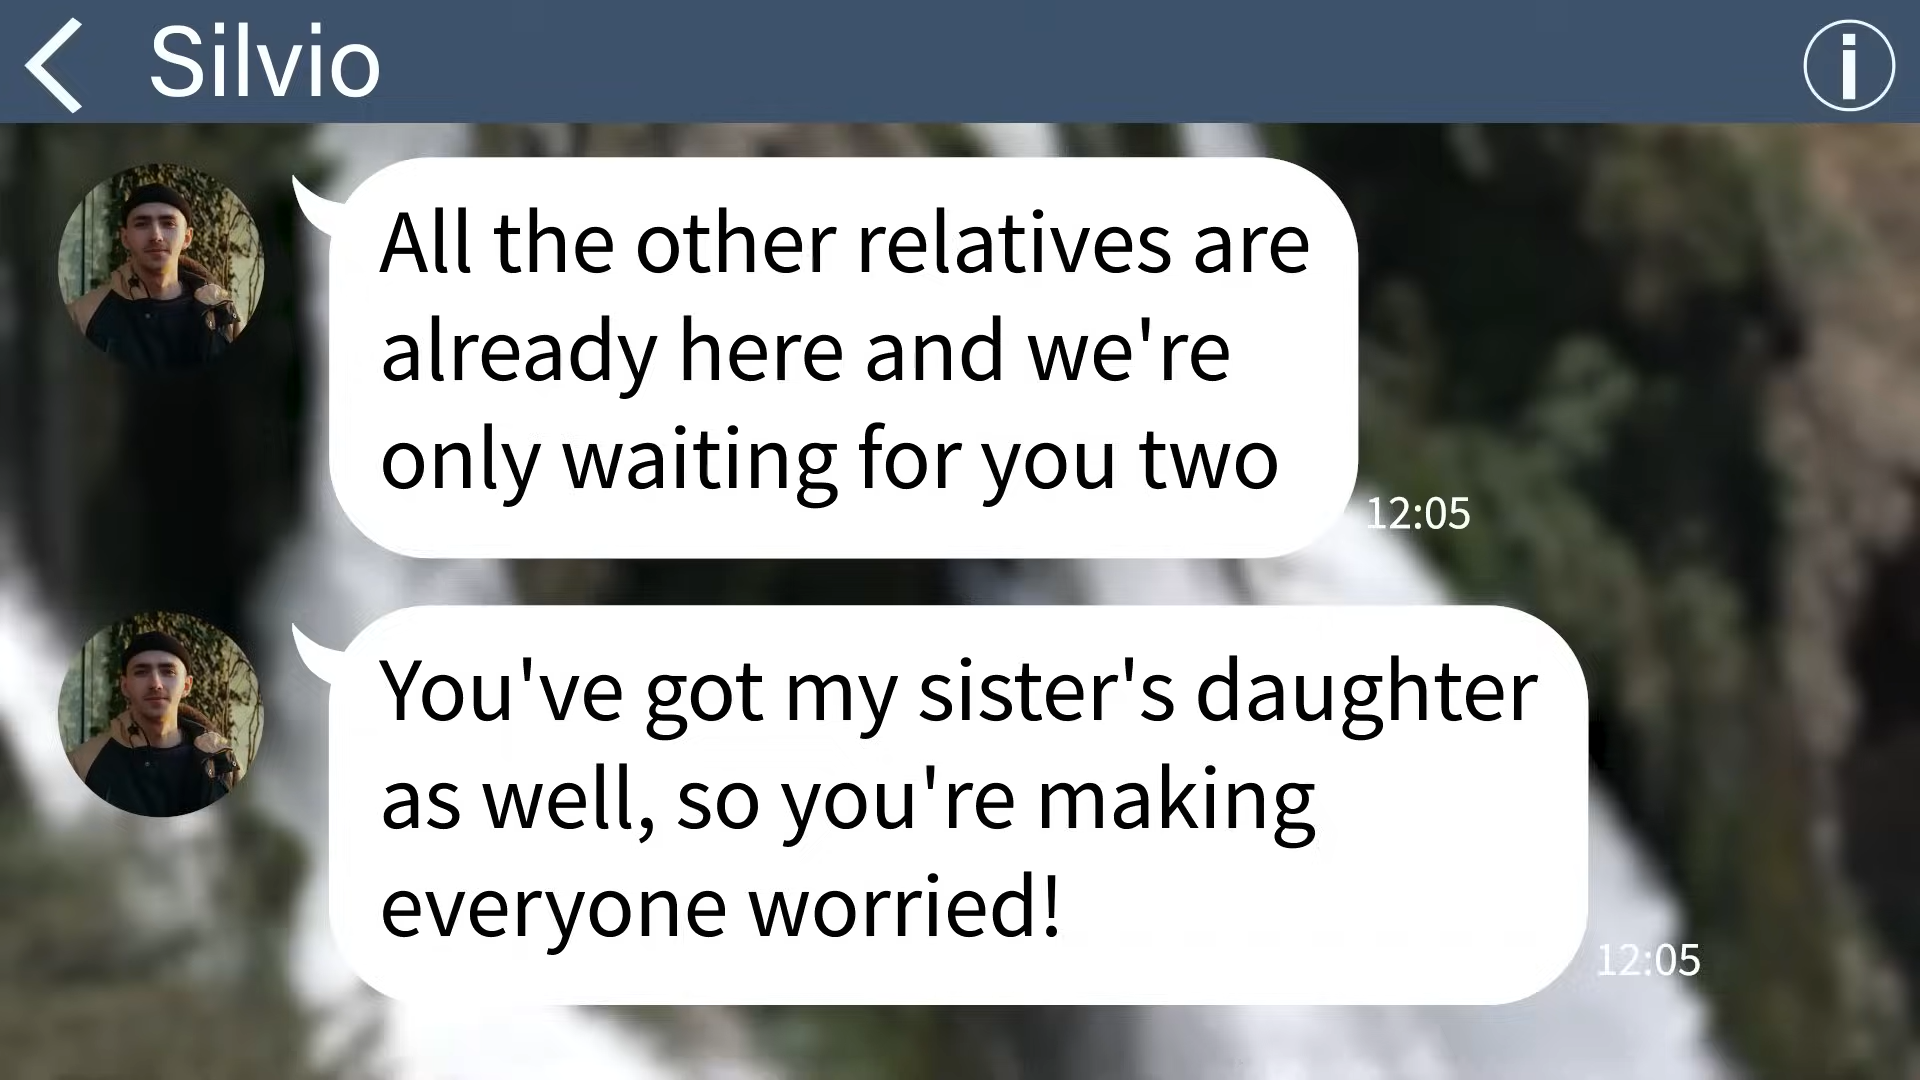 Silvio
All the other relatives are
already here and we're
only waiting for you two
12:05
You've got my sister's daughter
as well, so you're making
everyone worried!
12:05